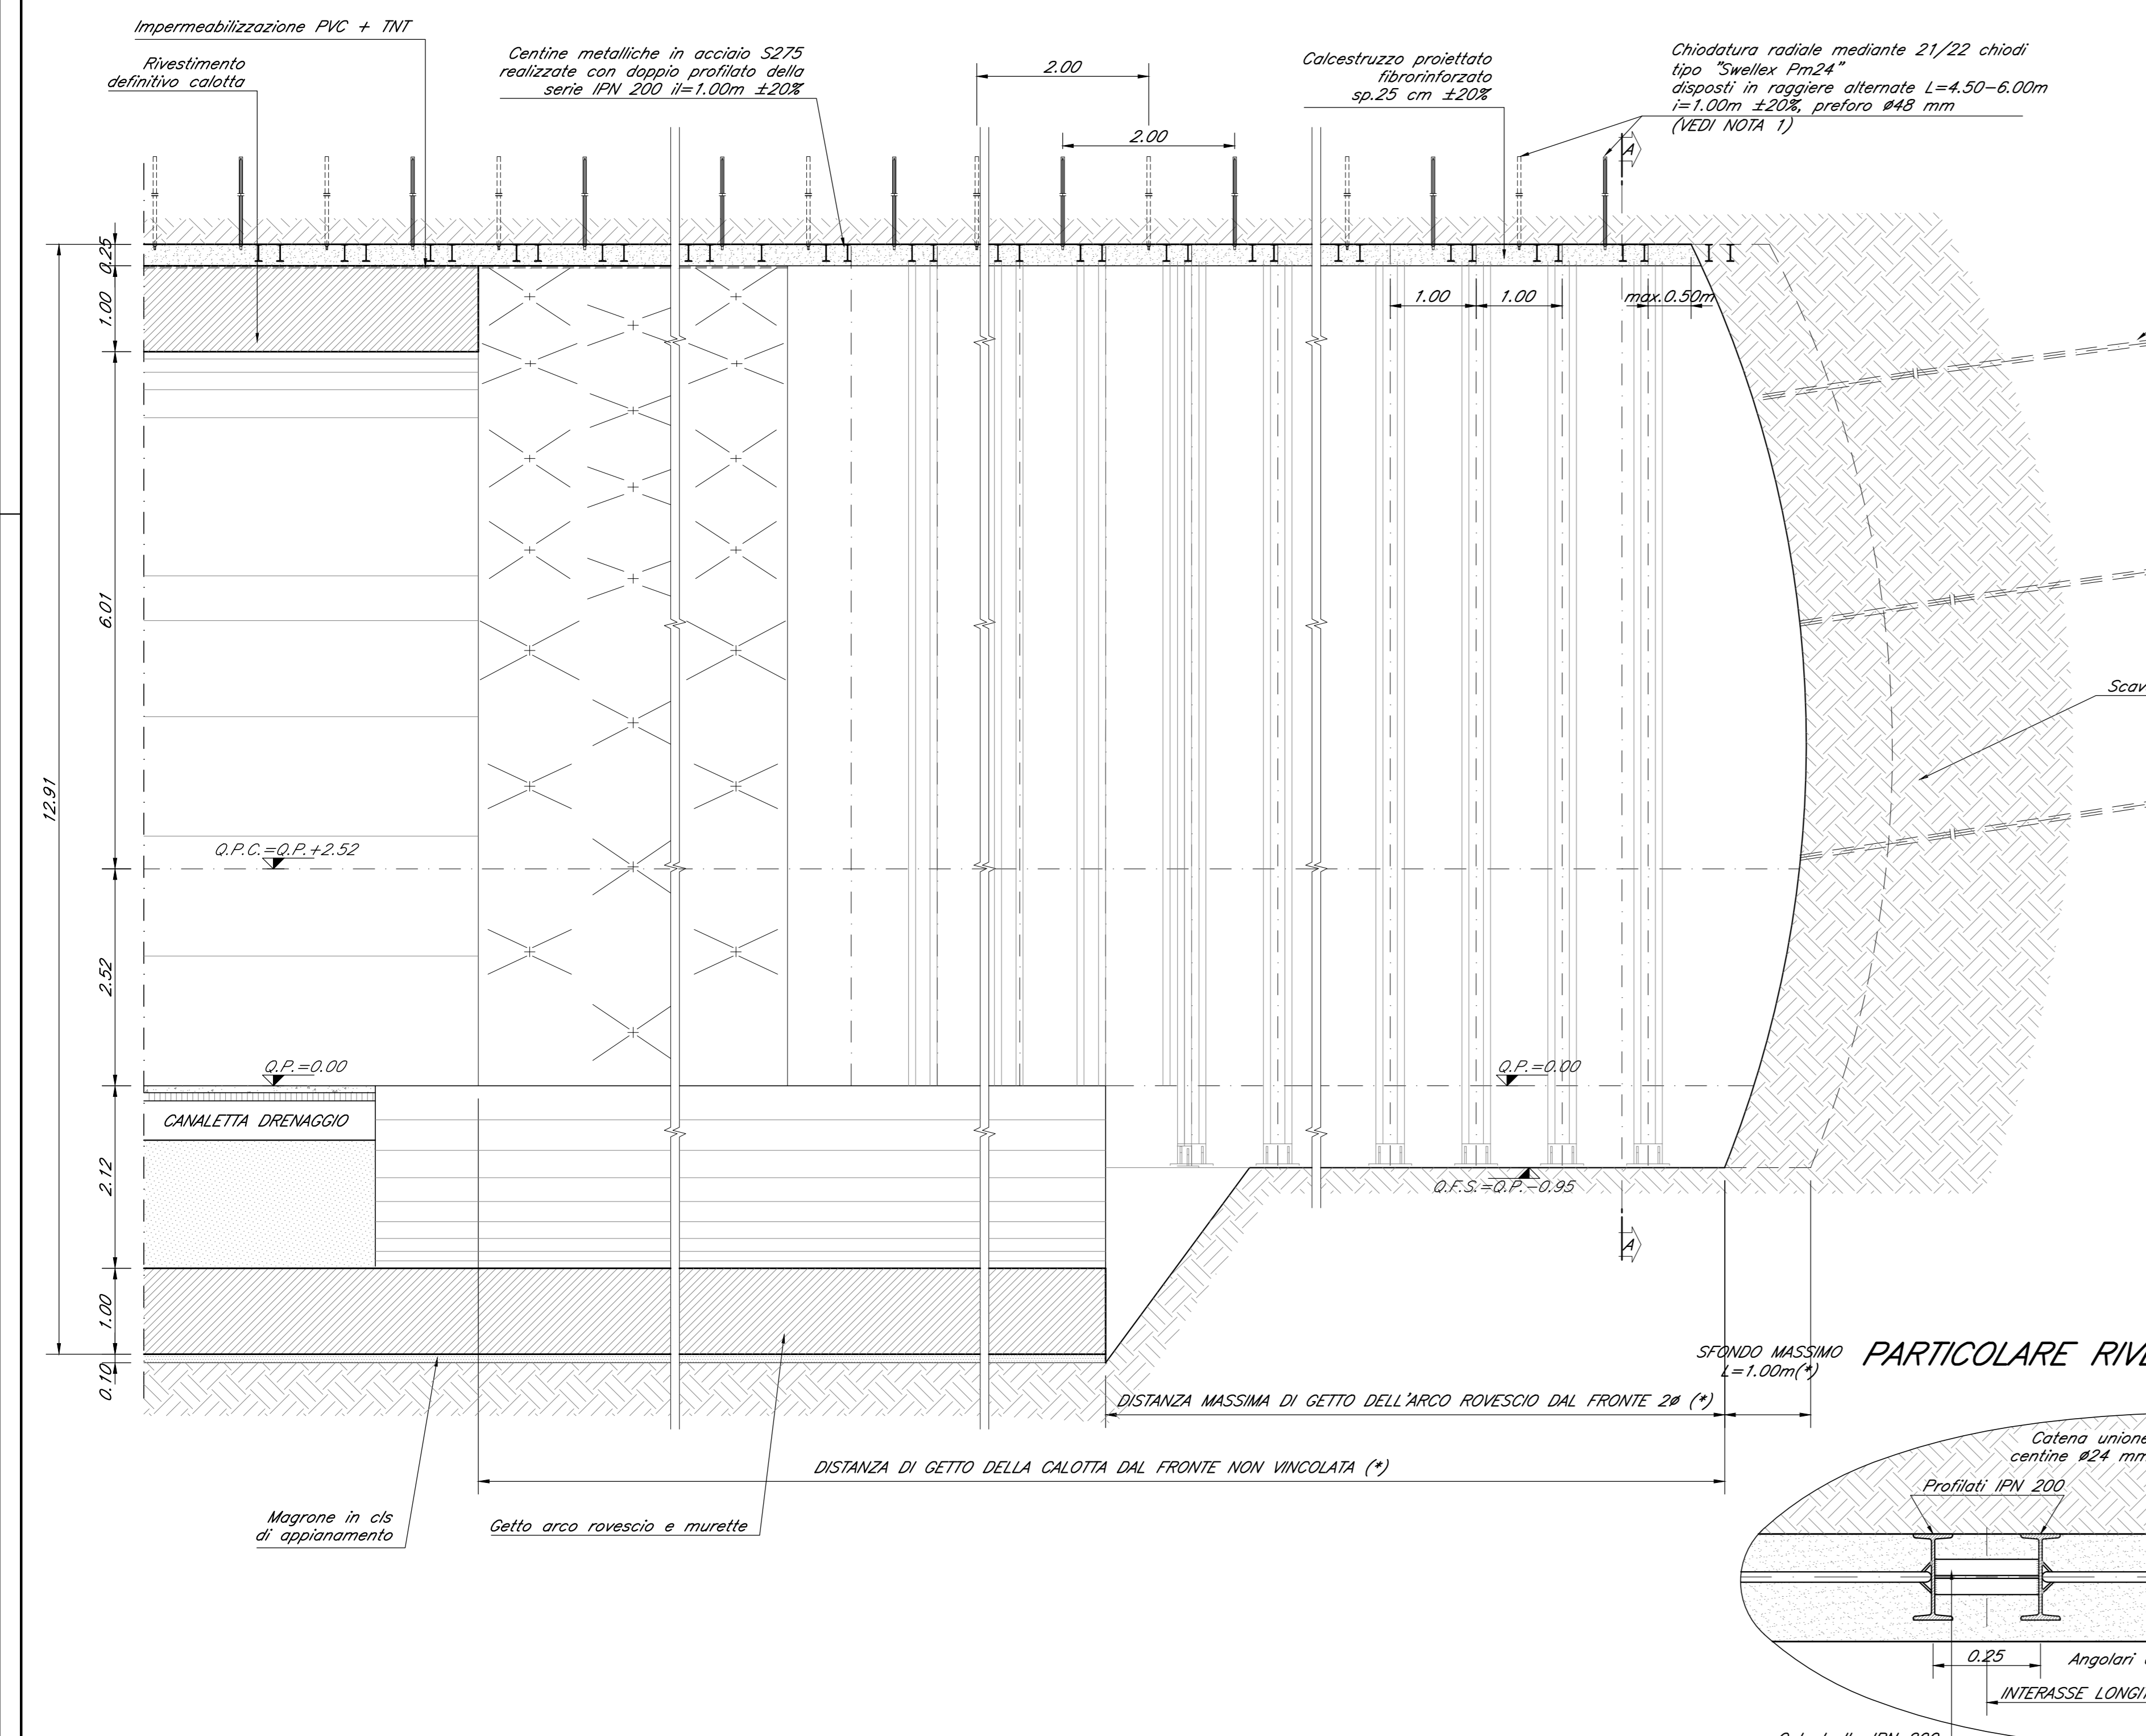 Impermeabilizzazione PVC + TNT
Rivestimento
definitivo calotta
Centine metalliche in acciaio S275
realizzate con doppio profilato della
serie IPN 200 il=1.00m ±20%
2.00
2.00
Calcestruzzo proiettato
fibrorinforzato
sp.25 cm ±20%
Chiodatura radiale mediante 21/22 chiodi
tipo "Swellex Pm24"
disposti in raggiere alternate L=4.50-6.00m
i=1.00m ±20%, preforo ø48 mm
(VEDI NOTA 1)
A
0.25
1.00
6.01
12.91
2.52
2.12
1.00
0.10
1.00
1.00
max.0.50m
Scav
Q.P.C.=Q.P.+2.52
Q.P.=0.00
Q.P.=0.00
CANALETTA DRENAGGIO
Q.F.S.=Q.P.-0.95
A
SFONDO MASSIMO
L=1.00m(*)
PARTICOLARE RIVE
DISTANZA MASSIMA DI GETTO DELL'ARCO ROVESCIO DAL FRONTE 2ø (*)
DISTANZA DI GETTO DELLA CALOTTA DAL FRONTE NON VINCOLATA (*)
Magrone in cls
di appianamento
Getto arco rovescio e murette
Catena unione
centine ø24 mm
Profilati IPN 200
0.25
Angolari
INTERASSE LONGI